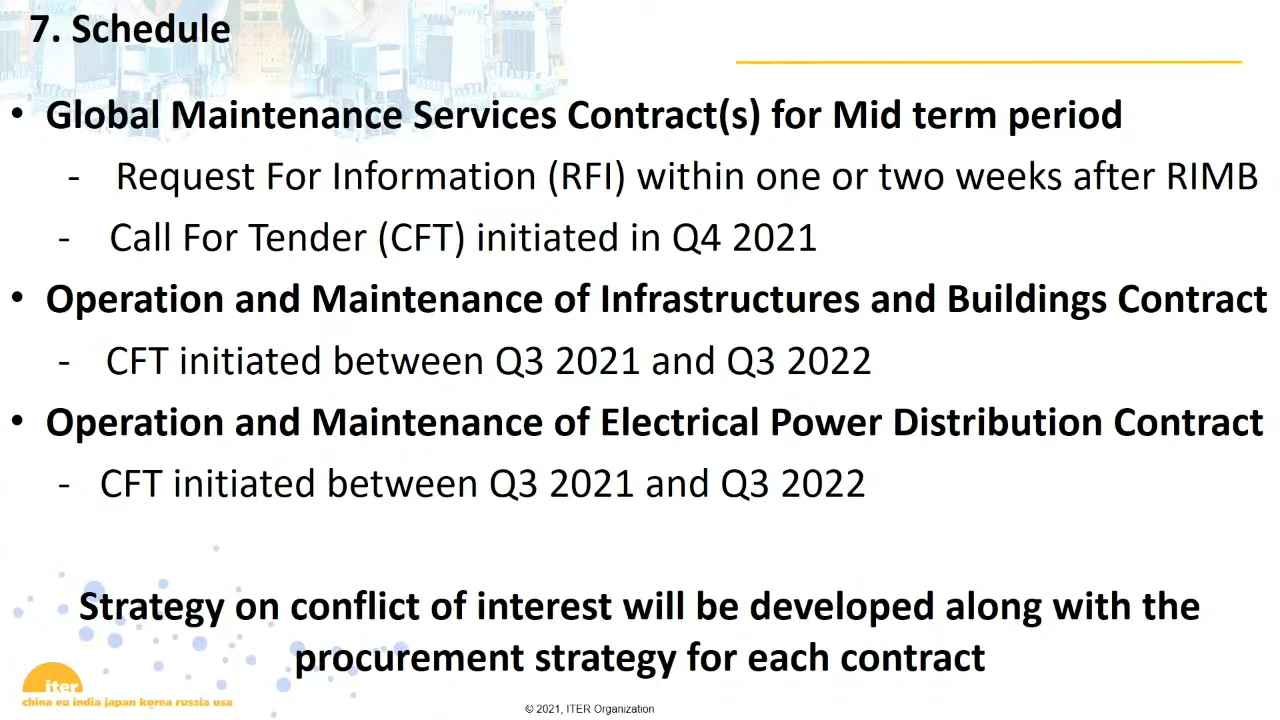 7. Schedule
• Global Maintenance Services Contract(s) for Mid term period
- Request For Information (RFI) within one or two weeks after RIMB
- Call For Tender (CFT) initiated in Q4 2021
• Operation and Maintenance of Infrastructures and Buildings Contract
- CFT initiated between Q3 2021 and Q3 2022
• Operation and Maintenance of Electrical Power Distribution Contract
- CFT initiated between Q3 2021 and Q3 2022
Strategy on conflict of interest will be developed along with the
procurement strategy for each contract
iter
china eu india japan korea russia usa
© 2021, ITER Organization